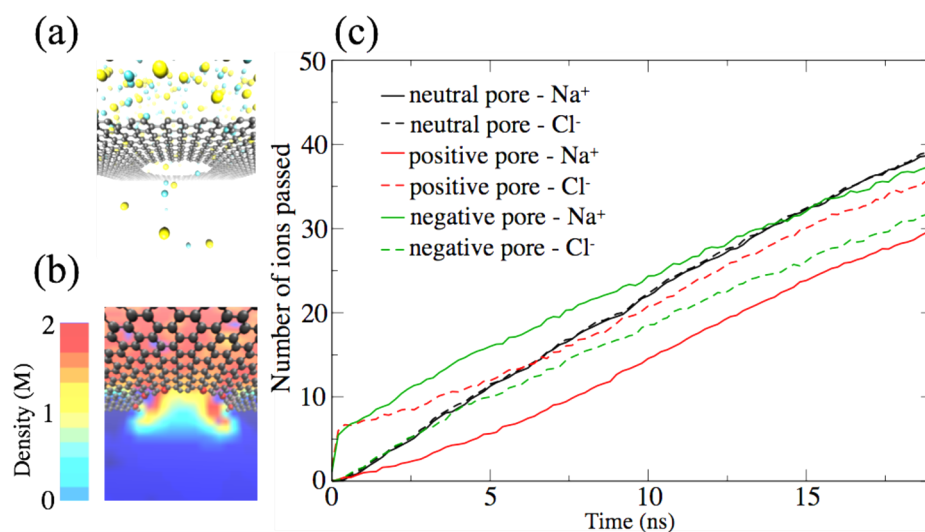 (a)
(b)
Density (M)
2
1
0
(c)
Number of ions passed
50
40
30
20
10
0
neutral pore - Na⁺
neutral pore - Cl⁻
positive pore - Na⁺
positive pore - Cl⁻
negative pore - Na⁺
negative pore - Cl⁻
0
5
10
15
Time (ns)